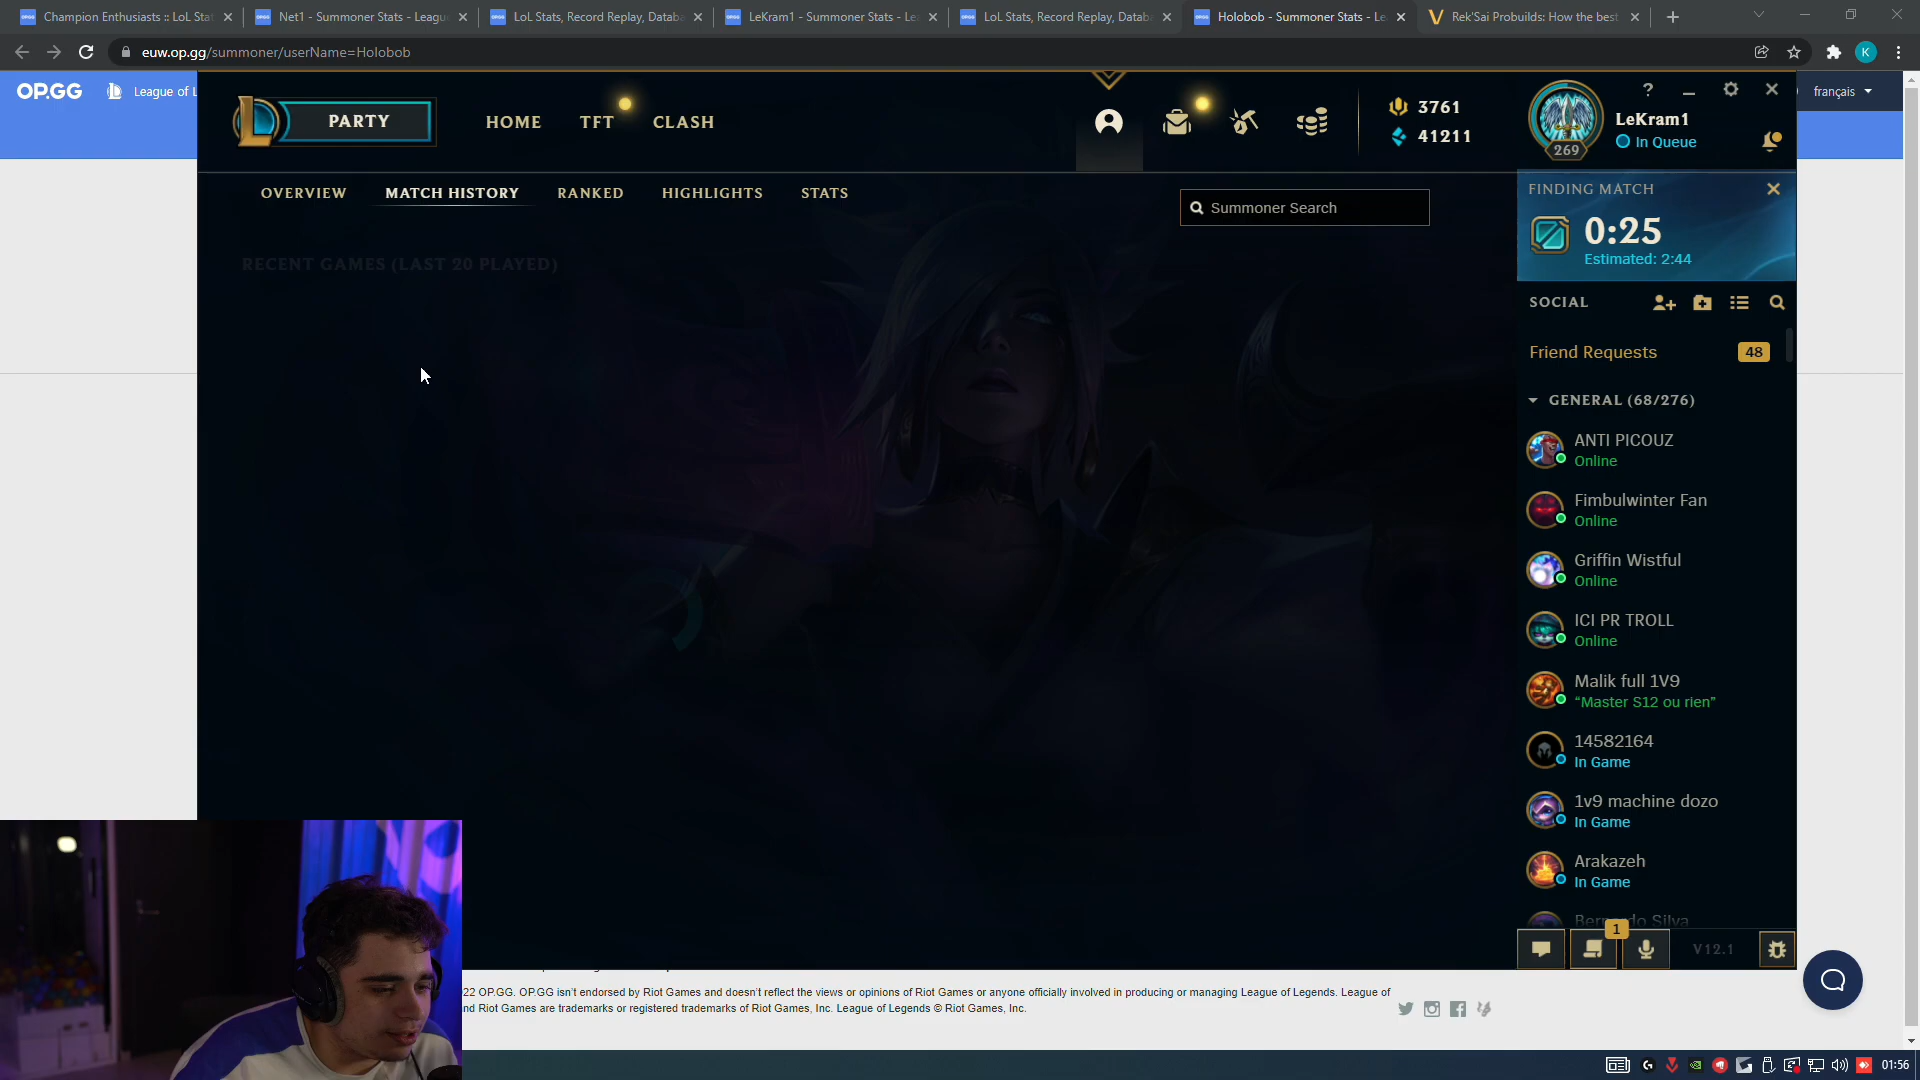 Champion Enthusiasts :: LoL Stat
Net1 - Summoner Stats - Leagu
LoL Stats, Record Replay, Databa
LeKram1 - Summoner Stats - Le
LoL Stats, Record Replay, Databa
Holobob - Summoner Stats - Le
Rek'Sai Probuilds: How the best
euw.op.gg/summoner/userName=Holobob
K
OP.GG
League of L
français
PARTY
HOME
TFT
CLASH
3761
41211
269
?
LeKram1
In Queue
OVERVIEW
MATCH HISTORY
RANKED
HIGHLIGHTS
STATS
Summoner Search
RECENT GAMES (LAST 20 PLAYED)
FINDING MATCH
0:25
Estimated: 2:44
SOCIAL
Friend Requests
48
GENERAL (68/276)
ANTI PICOUZ
Online
Fimbulwinter Fan
Online
Griffin Wistful
Online
ICI PR TROLL
Online
Malik full 1V9
“Master S12 ou rien”
14582164
In Game
1v9 machine dozo
In Game
Arakazeh
In Game
Bernardo Silva
1
V12.1
22 OP.GG. OP.GG isn't endorsed by Riot Games and doesn't reflect the views or opinions of Riot Games or anyone officially involved in producing or managing League of Legends. League of
nd Riot Games are trademarks or registered trademarks of Riot Games, Inc. League of Legends © Riot Games, Inc.
01:56